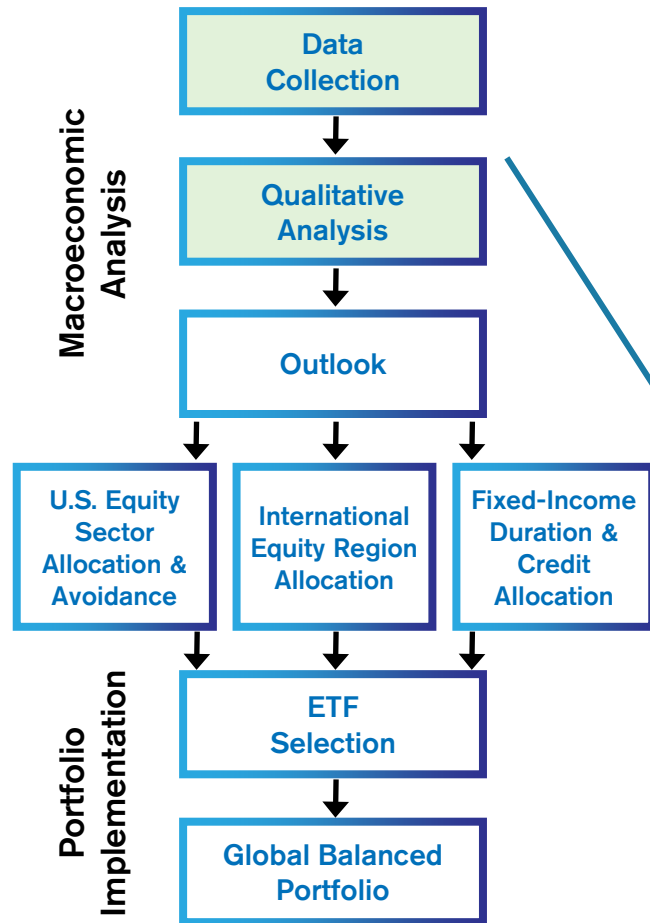 Data
Collection
Macroeconomic
Analysis
Qualitative
Analysis
Outlook
U.S. Equity
Sector
Allocation &
Avoidance
International
Equity Region
Allocation
Fixed-Income
Duration &
Credit
Allocation
Portfolio
Implementation
ETF
Selection
Global Balanced
Portfolio